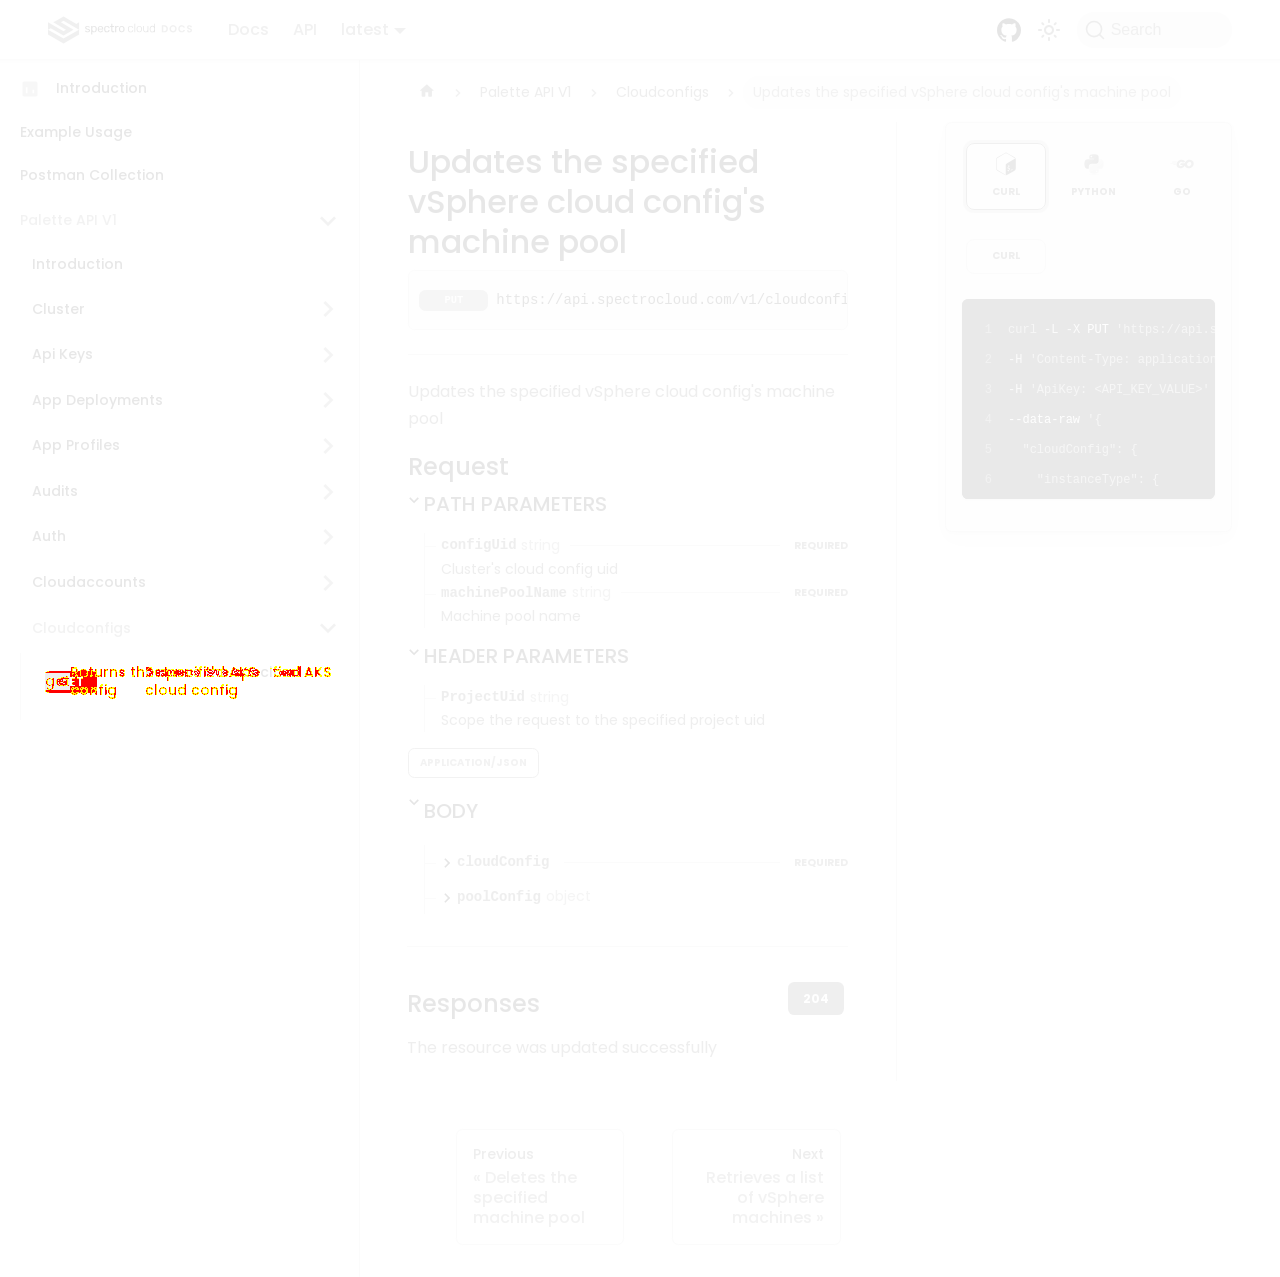 spectro cloud DOCS
Docs
API
latest
Search
Introduction
Example Usage
Postman Collection
Palette API V1
Introduction
Cluster
Api Keys
App Deployments
App Profiles
Audits
Auth
Cloudaccounts
Cloudconfigs
cloud config
Palette API V1
Cloudconfigs
Updates the specified vSphere cloud config's machine pool
Updates the specified
vSphere cloud config's
machine pool
PUT https://api.spectrocloud.com/v1/cloudconfi
Updates the specified vSphere cloud config's machine
pool
Request
PATH PARAMETERS
configUid string REQUIRED
Cluster's cloud config uid
machinePoolName string REQUIRED
Machine pool name
HEADER PARAMETERS
ProjectUid string
Scope the request to the specified project uid
APPLICATION/JSON
BODY
cloudConfig REQUIRED
poolConfig object
Responses
204
The resource was updated successfully
Previous
« Deletes the
specified
machine pool
Next
Retrieves a list
of vSphere
machines »
CURL
PYTHON
GO
CURL
1 curl -L -X PUT 'https://api.s
2 -H 'Content-Type: application
3 -H 'ApiKey: <API_KEY_VALUE>'
4 --data-raw '{
5 "cloudConfig": {
6 "instanceType": {